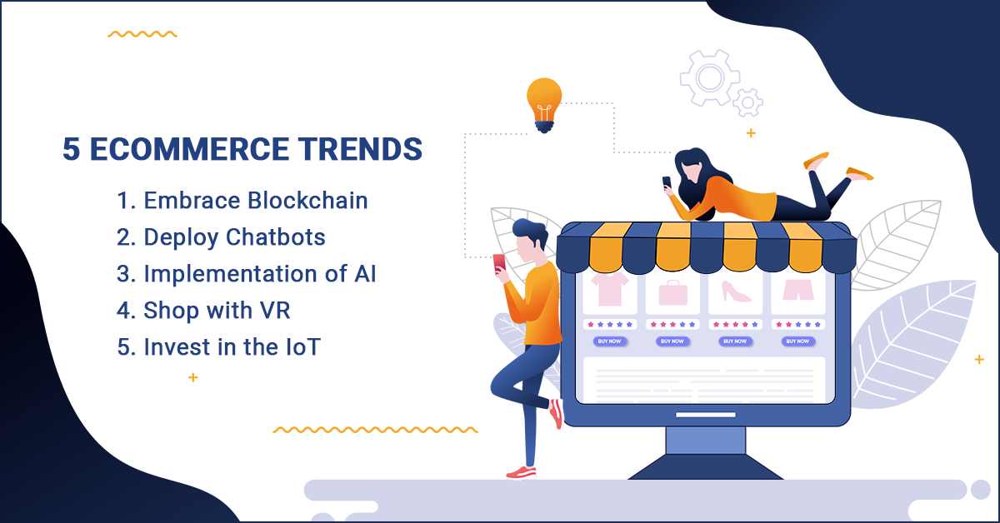 5 ECOMMERCE TRENDS
1. Embrace Blockchain
2. Deploy Chatbots
3. Implementation of AI
4. Shop with VR
5. Invest in the IoT
BUY NOW BUY NOW BUY NOW BUY NOW